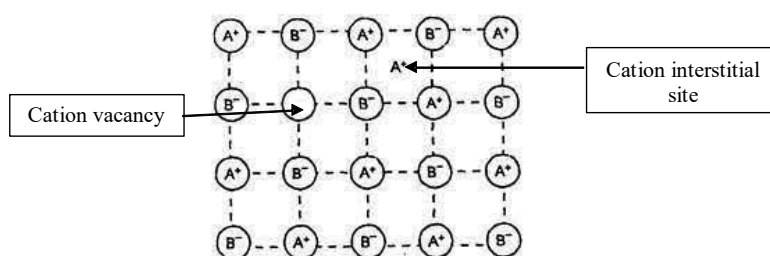 A⁺ B⁻ A⁺ B⁻ A⁺
A⁺
Cation interstitial
site
Cation vacancy
B⁻ B⁻ A⁺ B⁻
A⁺ B⁻ A⁺ B⁻ A⁺
B⁻ A⁺ B⁻ A⁺ B⁻